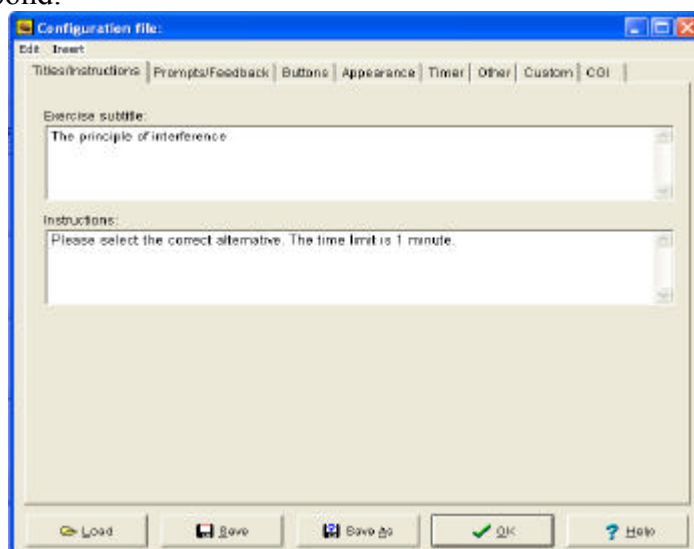 Configuration file:
Edit Insert
Titles/Instructions Prompts/Feedback Buttons Appearance Timer Other Custom CGI
Exercise subtitle:
The principle of interference
Instructions:
Please select the correct alternative. The time limit is 1 minute.
Load Save Save As OK Help